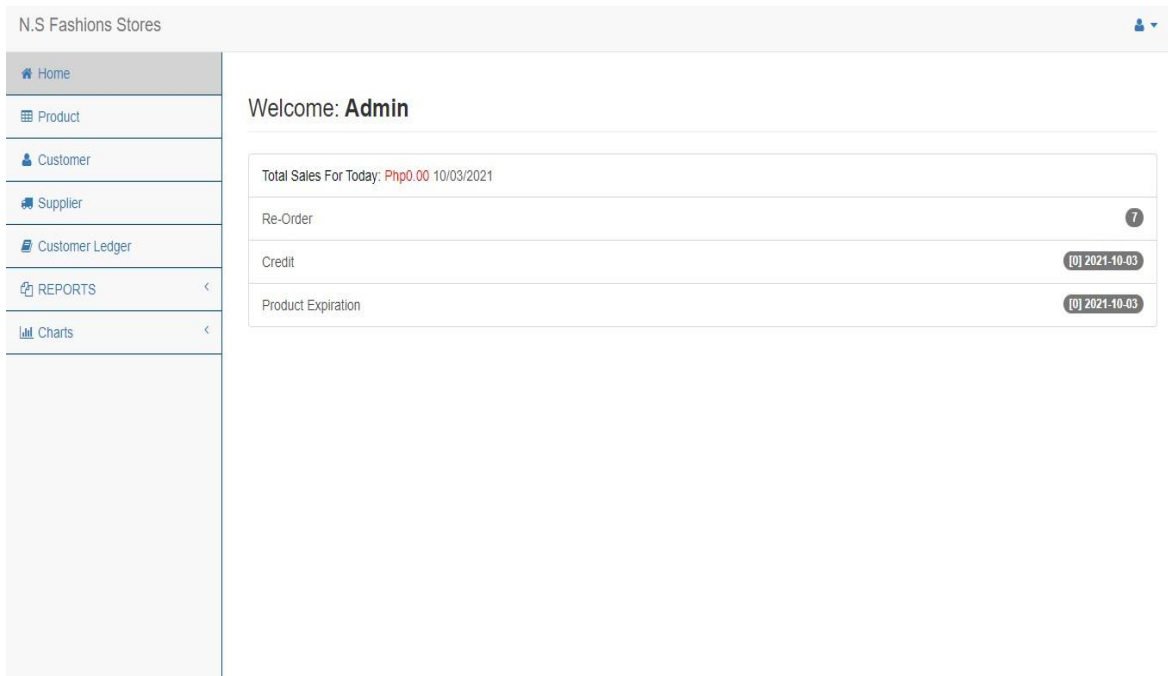 N.S Fashions Stores
Home
Product
Customer
Supplier
Customer Ledger
REPORTS
Charts
Welcome: Admin
Total Sales For Today: Php0.00 10/03/2021
Re-Order 7
Credit [0] 2021-10-03
Product Expiration [0] 2021-10-03